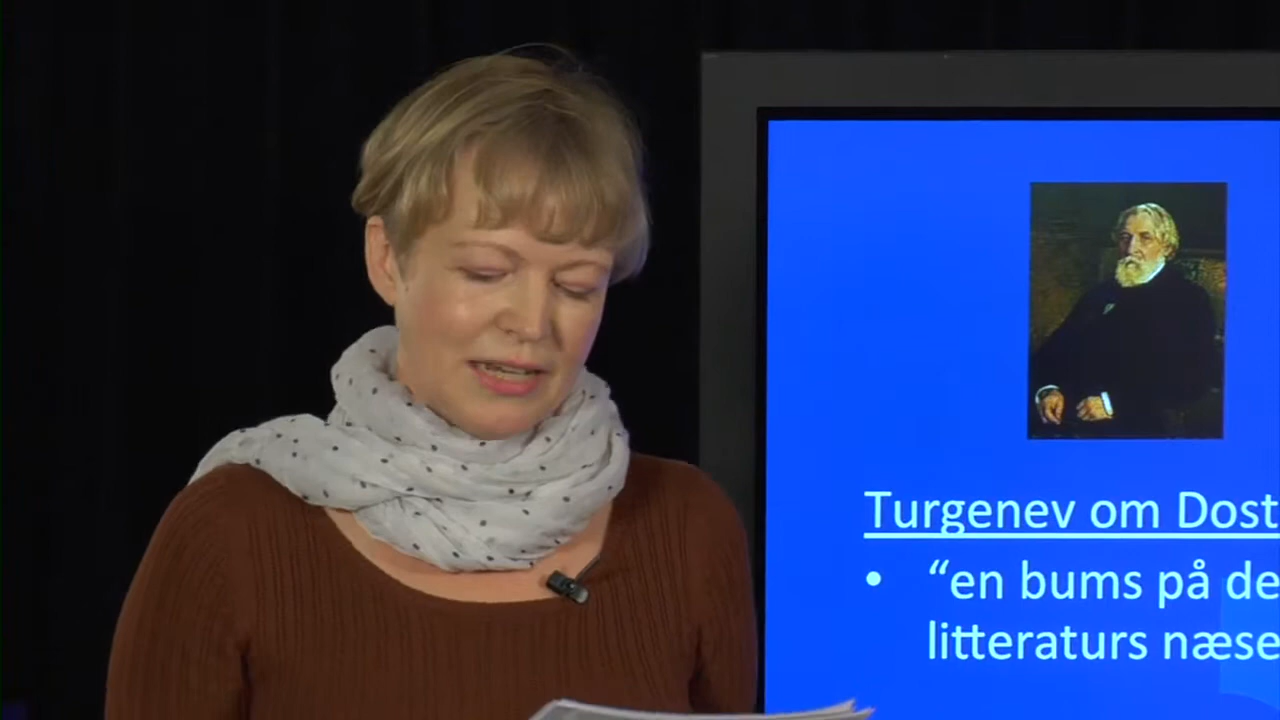 Turgenev om Dost
• “en bums på de
litteraturs næse